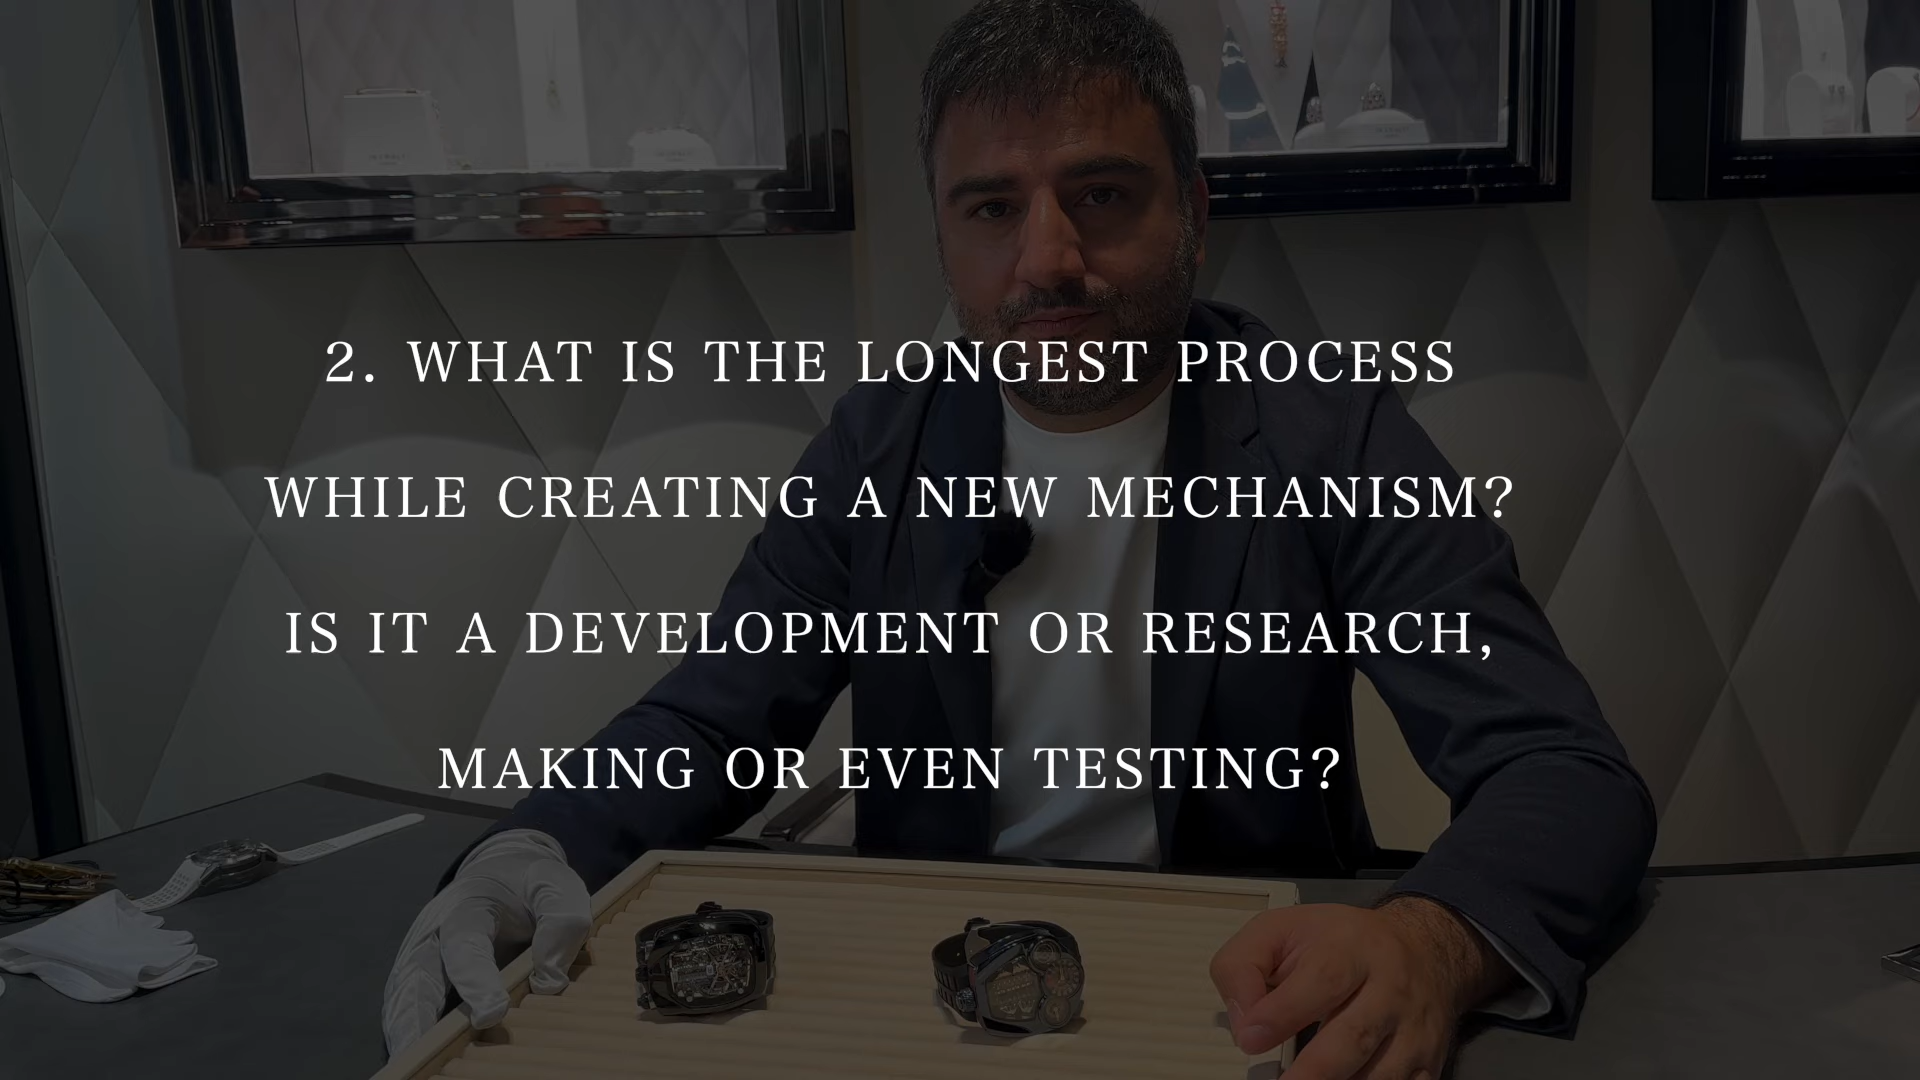 2. WHAT IS THE LONGEST PROCESS
WHILE CREATING A NEW MECHANISM?
IS IT A DEVELOPMENT OR RESEARCH,
MAKING OR EVEN TESTING?